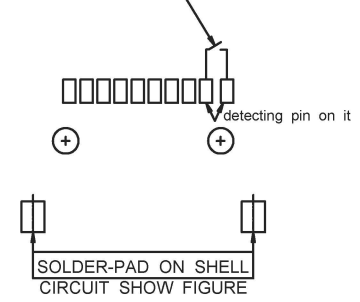 detecting pin on it
SOLDER-PAD ON SHELL
CIRCUIT SHOW FIGURE